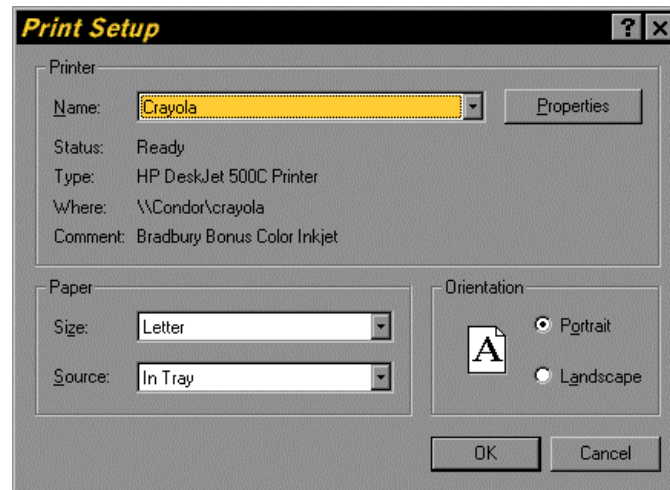 Print Setup
Printer
Name: Crayola Properties
Status: Ready
Type: HP DeskJet 500C Printer
Where: \\Condor\crayola
Comment: Bradbury Bonus Color Inkjet
Paper
Size: Letter
Source: In Tray
Orientation
A
Portrait
Landscape
OK Cancel